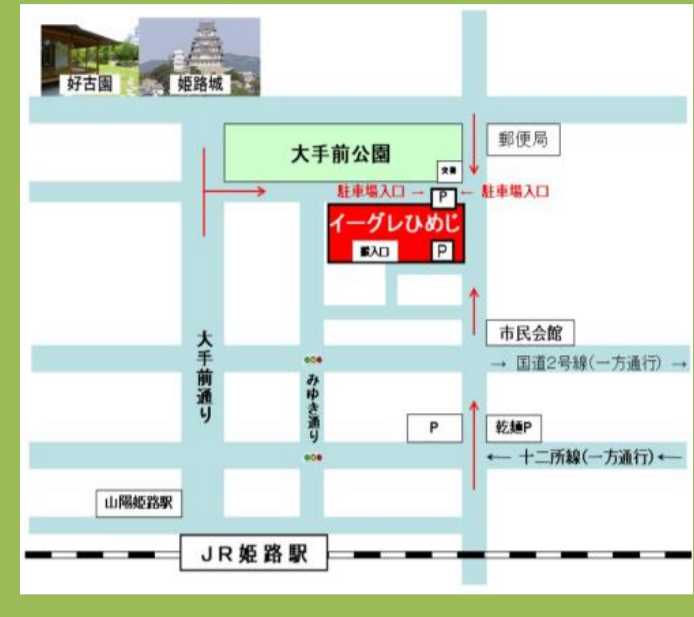 好古園
姫路城
大手前公園
郵便局
交番
駐車場入口 →
P
← 駐車場入口
イーグレひめじ
搬入口
P
市民会館
→ 国道2号線(一方通行) →
大手前通り
みゆき通り
P
乾麺P
← 十二所線(一方通行) ←
山陽姫路駅
JR姫路駅